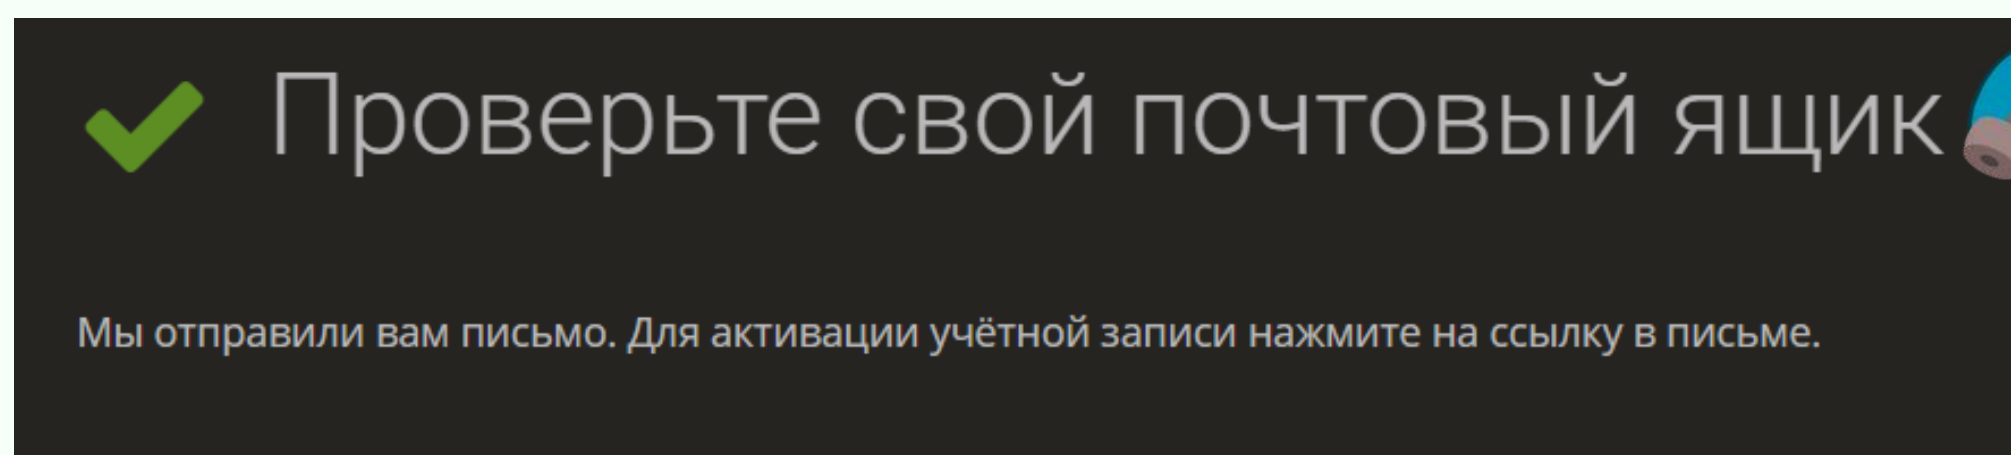 Проверьте свой почтовый ящик
Мы отправили вам письмо. Для активации учётной записи нажмите на ссылку в письме.